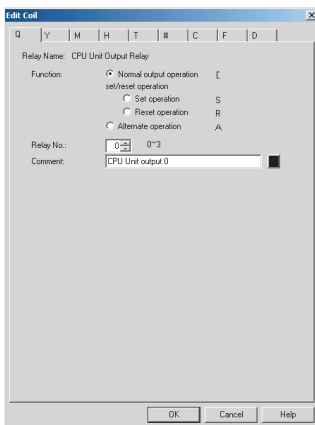 Edit Coil
Q Y M H T # C F D
Relay Name: CPU Unit Output Relay
Function: Normal output operation [
set/reset operation
Set operation S
Reset operation R
Alternate operation A
Relay No.: 0 0~3
Comment: CPU Unit output 0
OK Cancel Help